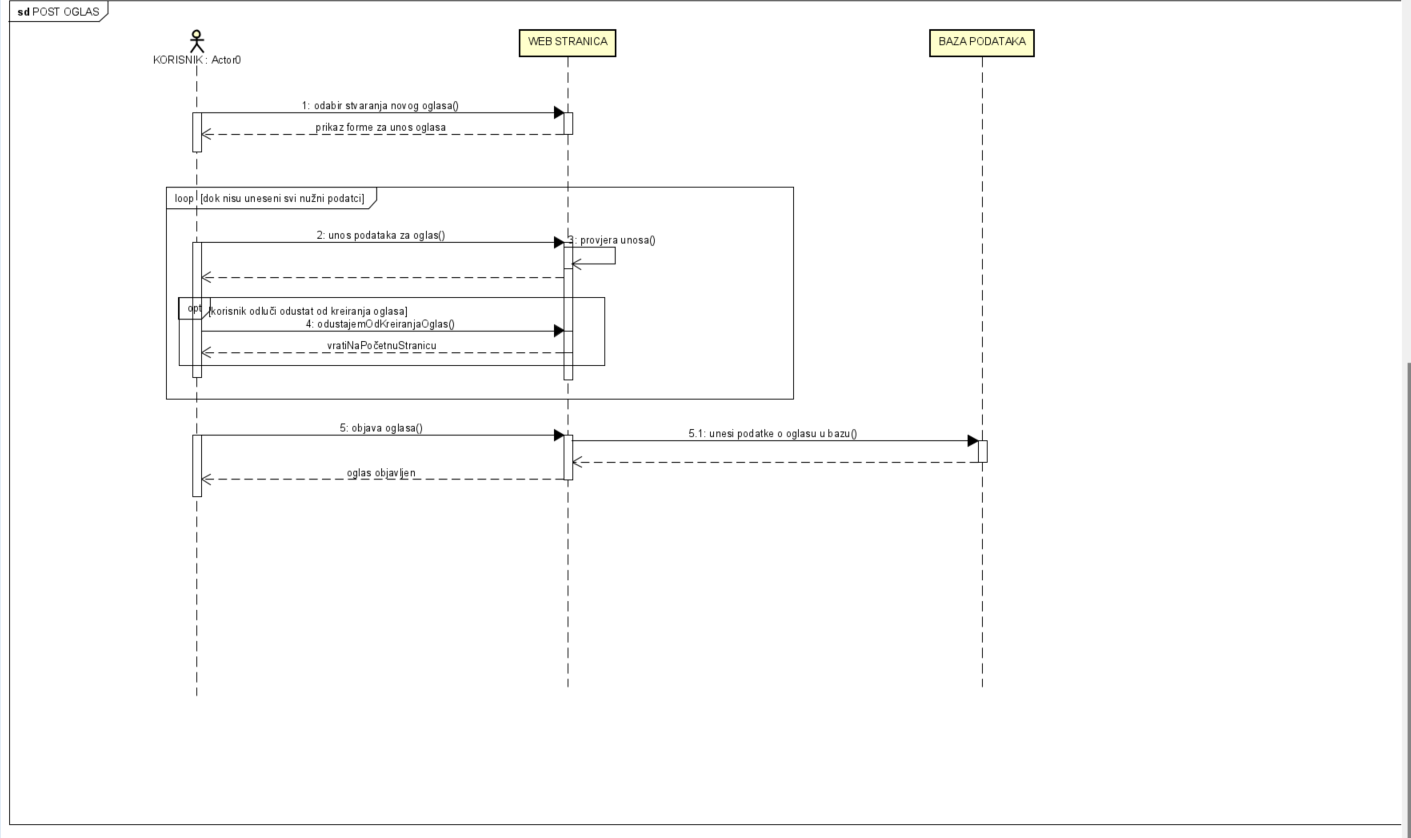 sd POST OGLAS
KORISNIK : Actor0
WEB STRANICA
BAZA PODATAKA
1: odabir stvaranja novog oglasa()
prikaz forme za unos oglasa
loop [dok nisu uneseni svi nužni podatci]
2: unos podataka za oglas()
3: provjera unosa()
opt [korisnik odluči odustat od kreiranja oglasa]
4: odustajemOdKreiranjaOglas()
vratiNaPočetnuStranicu
5: objava oglasa()
5.1: unesi podatke o oglasu u bazu()
oglas objavljen